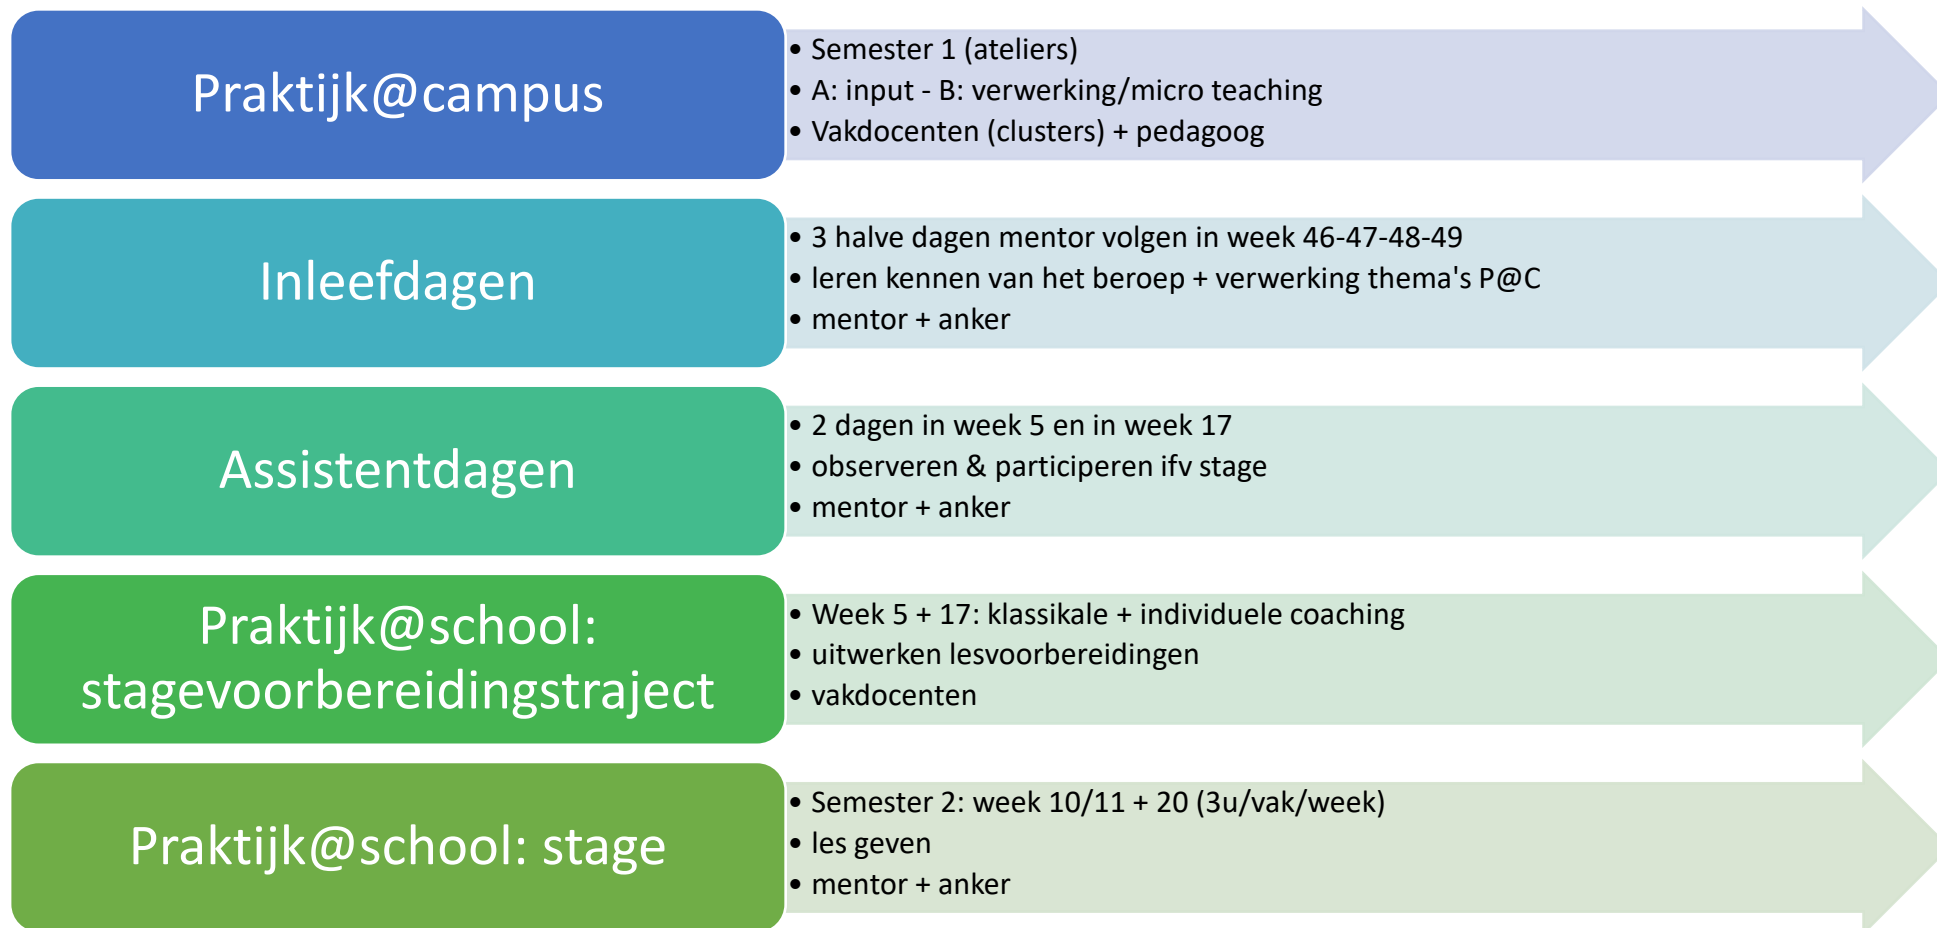 Praktijk@campus
• Semester 1 (ateliers)
• A: input - B: verwerking/micro teaching
• Vakdocenten (clusters) + pedagoog
Inleefdagen
• 3 halve dagen mentor volgen in week 46-47-48-49
• leren kennen van het beroep + verwerking thema's P@C
• mentor + anker
Assistentdagen
• 2 dagen in week 5 en in week 17
• observeren & participeren ifv stage
• mentor + anker
Praktijk@school:
stagevoorbereidingstraject
• Week 5 + 17: klassikale + individuele coaching
• uitwerken lesvoorbereidingen
• vakdocenten
Praktijk@school: stage
• Semester 2: week 10/11 + 20 (3u/vak/week)
• les geven
• mentor + anker